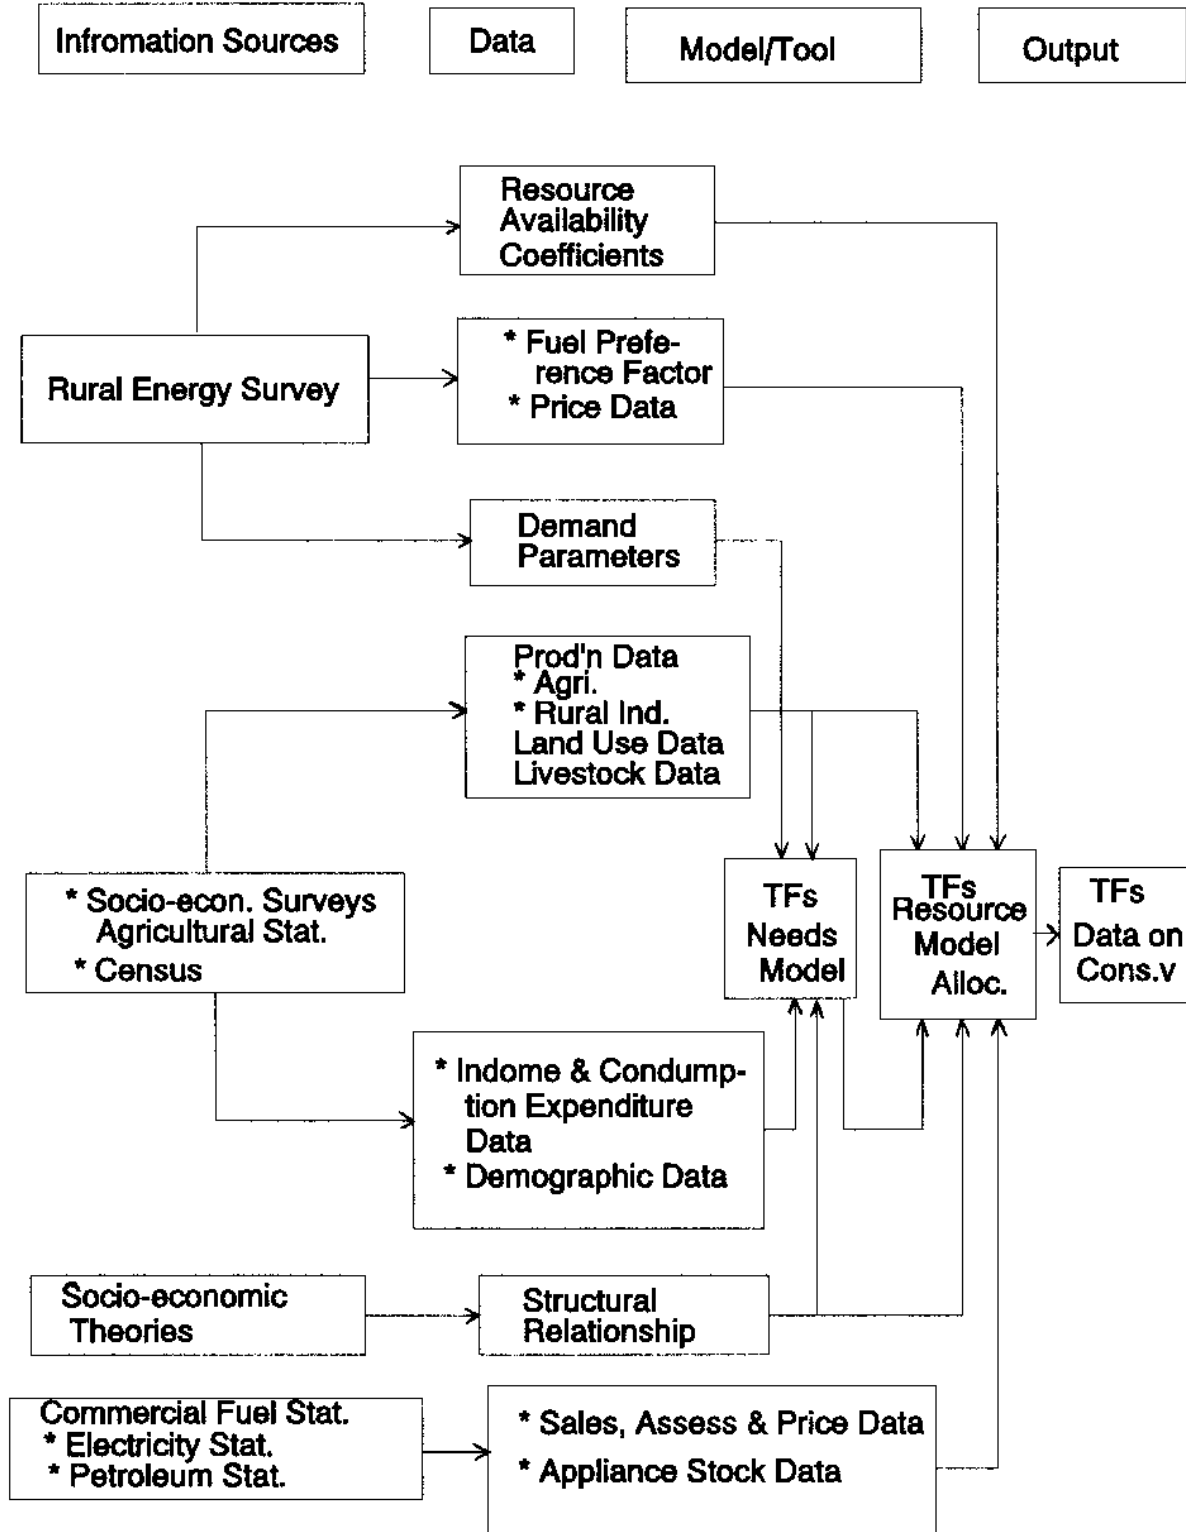 Infromation Sources
Data
Model/Tool
Output
Resource
Availability
Coefficients
* Fuel Prefe-
rence Factor
* Price Data
Rural Energy Survey
Demand
Parameters
Prod'n Data
* Agri.
* Rural Ind.
Land Use Data
Livestock Data
* Socio-econ. Surveys
Agricultural Stat.
* Census
TFs
Needs
Model
TFs
Resource
Model
Alloc.
TFs
Data on
Cons.v
* Indome & Condump-
tion Expenditure
Data
* Demographic Data
Socio-economic
Theories
Structural
Relationship
Commercial Fuel Stat.
* Electricity Stat.
* Petroleum Stat.
* Sales, Assess & Price Data
* Appliance Stock Data